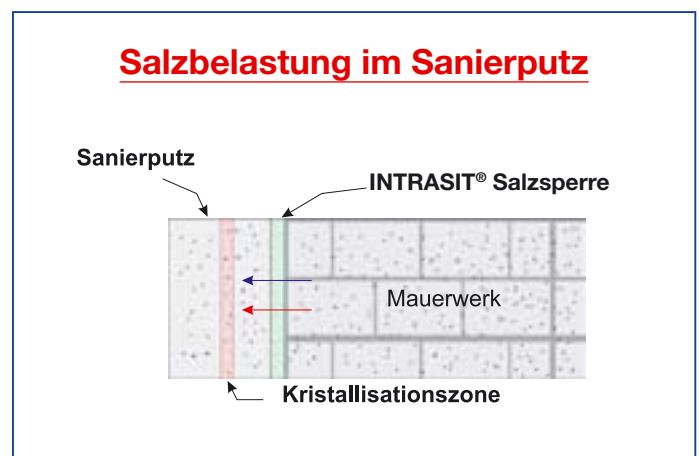 Salzbelastung im Sanierputz
Sanierputz
INTRASIT® Salzsperre
Mauerwerk
Kristallisationszone